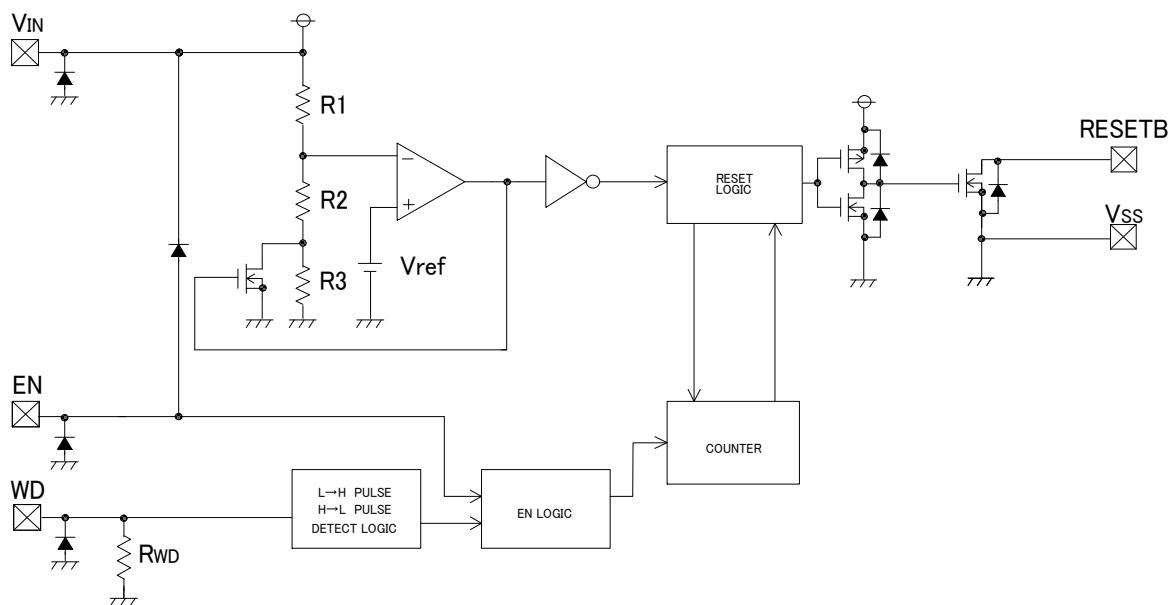 VIN
R1
RESETB
−
RESET
LOGIC
R2
+
VSS
Vref
R3
EN
COUNTER
WD
L→H PULSE
H→L PULSE
DETECT LOGIC
EN LOGIC
RWD